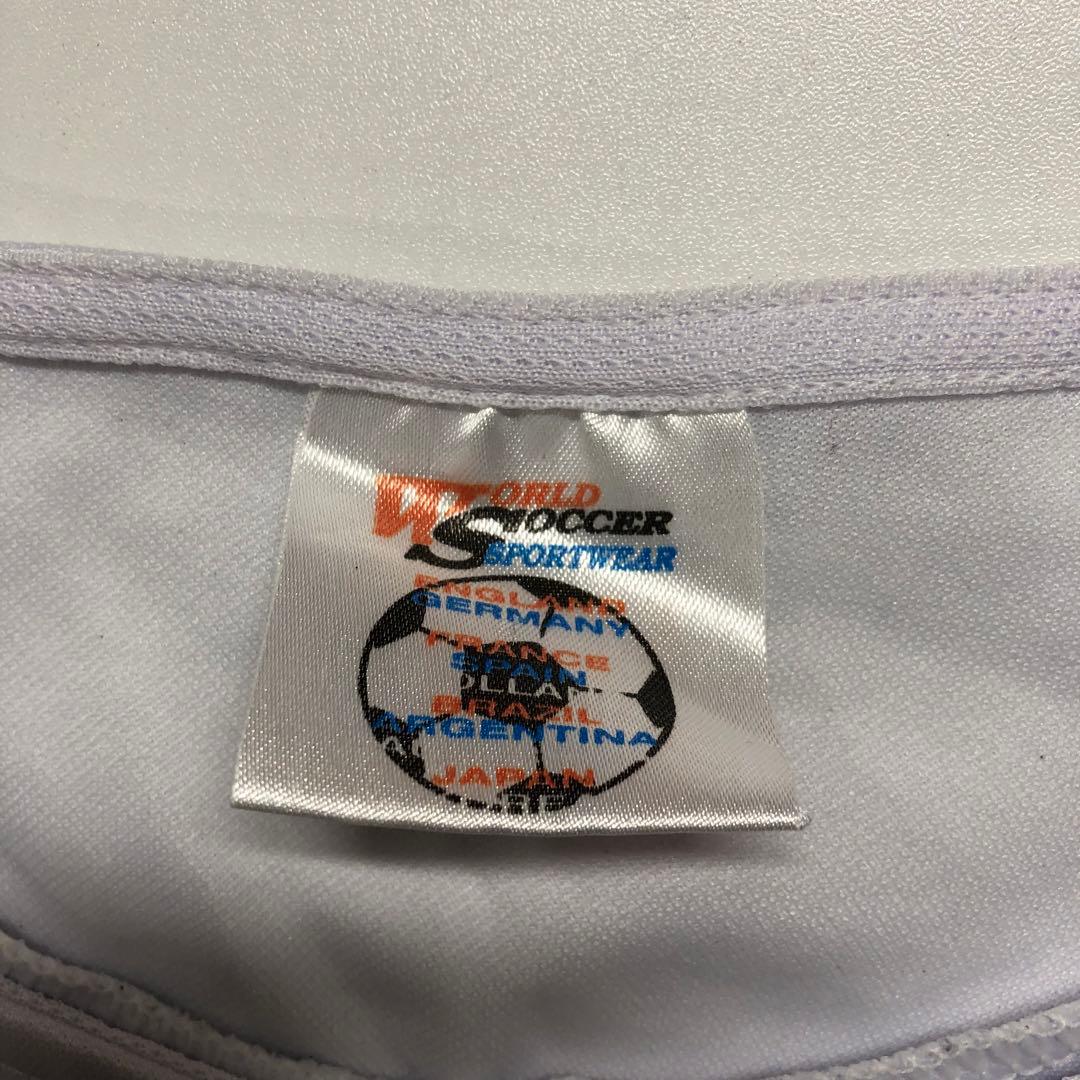 WORLD
SOCCER
SPORTWEAR
ENGLAND
GERMANY
FRANCE
SPAIN
BRAZIL
ARGENTINA
JAPAN